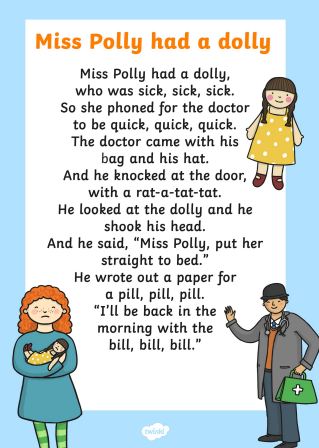 Miss Polly had a dolly
Miss Polly had a dolly,
who was sick, sick, sick.
So she phoned for the doctor
to be quick, quick, quick.
The doctor came with his
bag and his hat.
And he knocked at the door,
with a rat-a-tat-tat.
He looked at the dolly and he
shook his head.
And he said, “Miss Polly, put her
straight to bed.”
He wrote out a paper for
a pill, pill, pill.
“I’ll be back in the
morning with the
bill, bill, bill.”
twinkl